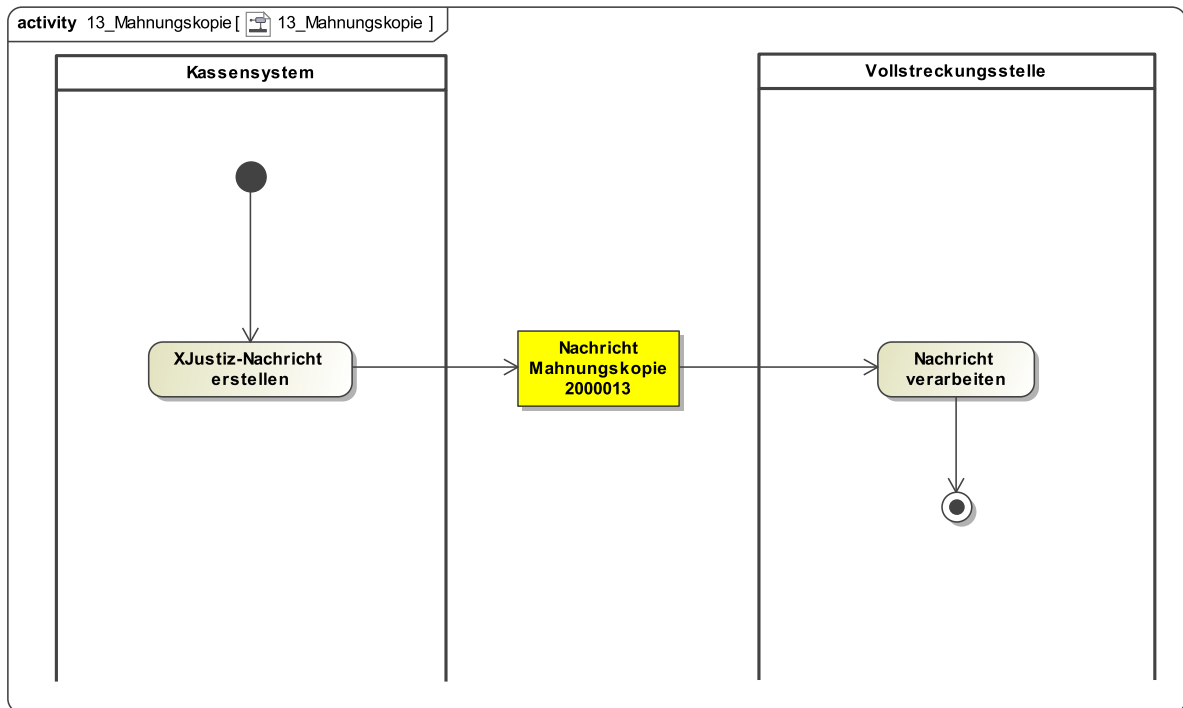 activity 13_Mahnungskopie [ 13_Mahnungskopie ]
Kassensystem
Vollstreckungsstelle
XJustiz-Nachricht
erstellen
Nachricht
Mahnungskopie
2000013
Nachricht
verarbeiten